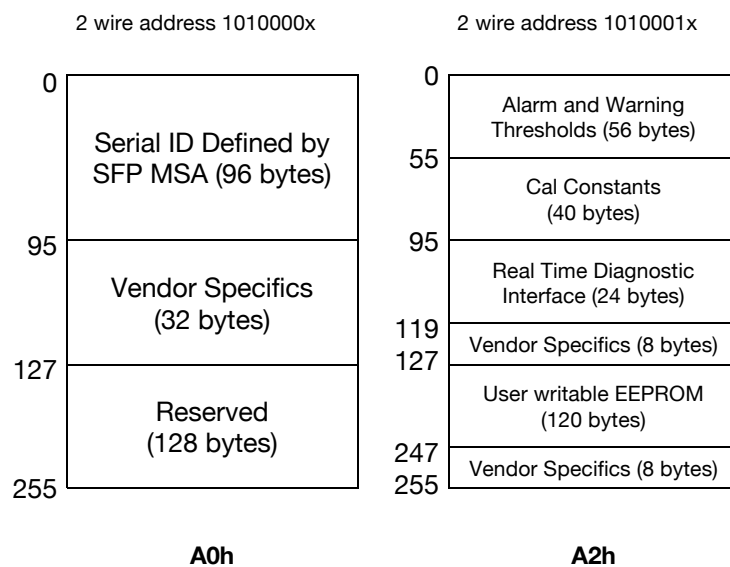 2 wire address 1010000x
0
Serial ID Defined by
SFP MSA (96 bytes)
95
Vendor Specifics
(32 bytes)
127
Reserved
(128 bytes)
255
A0h
2 wire address 1010001x
0
Alarm and Warning
Thresholds (56 bytes)
55
Cal Constants
(40 bytes)
95
Real Time Diagnostic
Interface (24 bytes)
119
Vendor Specifics (8 bytes)
127
User writable EEPROM
(120 bytes)
247
Vendor Specifics (8 bytes)
255
A2h